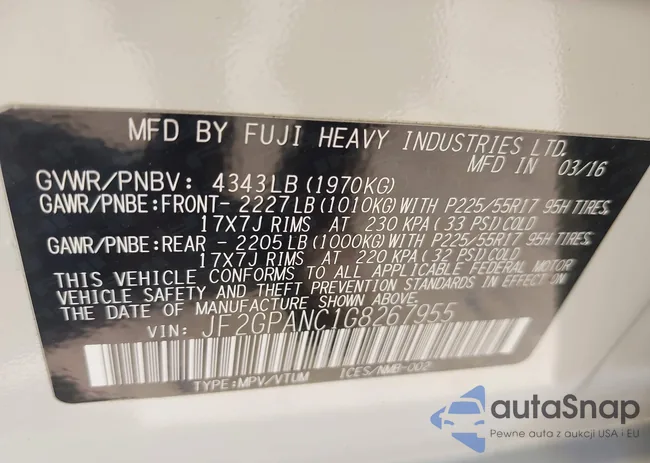 MFD BY FUJI HEAVY INDUSTRIES LTD.
MFD IN 03/16
GVWR/PNBV: 4343LB (1970KG)
GAWR/PNBE:FRONT- 2227LB (1010KG) WITH P225/55R17 95H TIRES,
17X7J RIMS AT 230 KPA (33 PSI) COLD
GAWR/PNBE:REAR - 2205LB (1000KG) WITH P225/55R17 95H TIRES,
17X7J RIMS AT 220 KPA (32 PSI) COLD
THIS VEHICLE CONFORMS TO ALL APPLICABLE FEDERAL MOTOR
VEHICLE SAFETY AND THEFT PREVENTION STANDARDS IN EFFECT ON
THE DATE OF MANUFACTURE SHOWN ABOVE.
VIN: JF2GPANC1G8267955
TYPE:MPV/VTUM ICES/NMB-002
autaSnap
Pewne auta z aukcji USA i EU